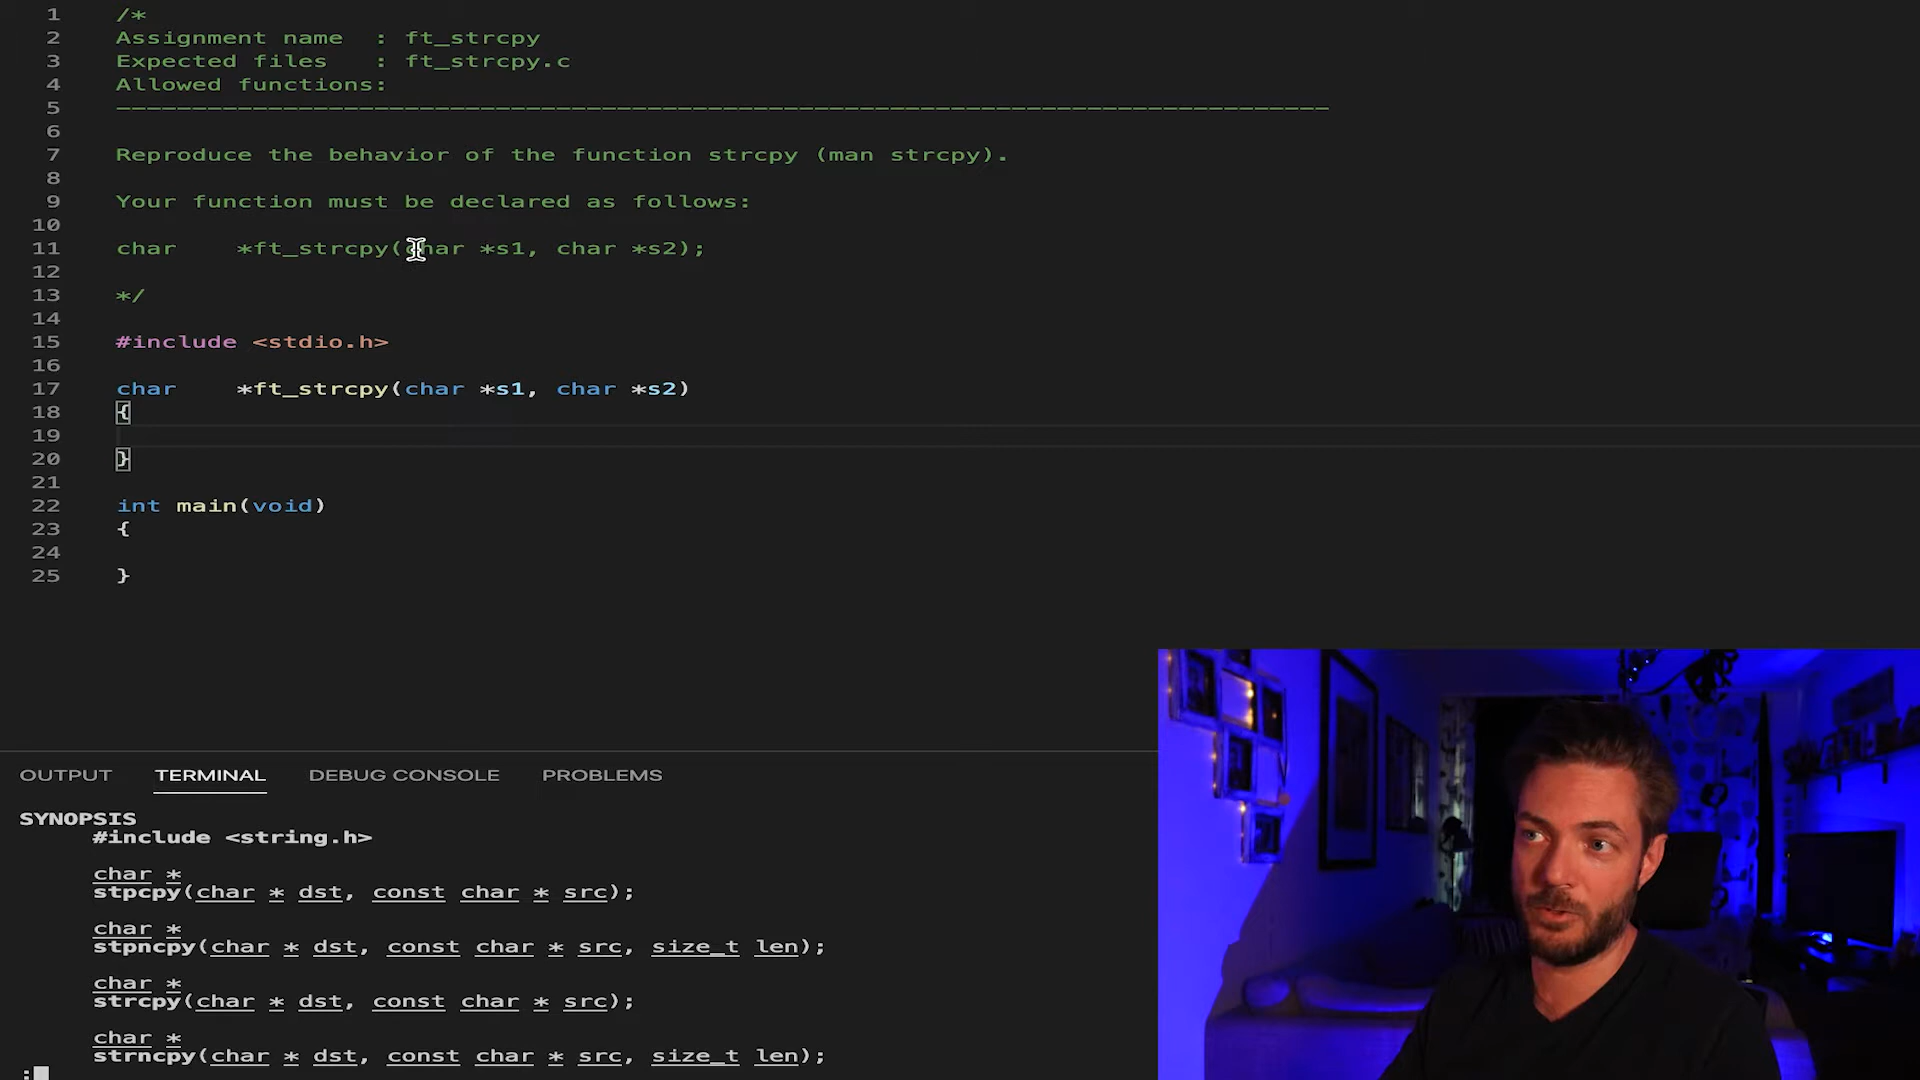 1 /*
2 Assignment name : ft_strcpy
3 Expected files : ft_strcpy.c
4 Allowed functions:
5 --------------------------------------------------------------------------------
6
7 Reproduce the behavior of the function strcpy (man strcpy).
8
9 Your function must be declared as follows:
10
11 char *ft_strcpy(char *s1, char *s2);
12
13 */
14
15 #include <stdio.h>
16
17 char *ft_strcpy(char *s1, char *s2)
18 {
19
20 }
21
22 int main(void)
23 {
24
25 }
OUTPUT TERMINAL DEBUG CONSOLE PROBLEMS
SYNOPSIS
#include <string.h>
char *
stpcpy(char * dst, const char * src);
char *
stpncpy(char * dst, const char * src, size_t len);
char *
strcpy(char * dst, const char * src);
char *
strncpy(char * dst, const char * src, size_t len);
: